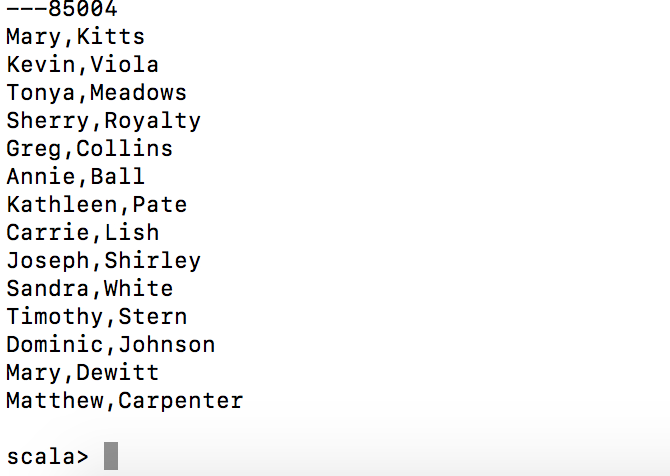 ---85004
Mary,Kitts
Kevin,Viola
Tonya,Meadows
Sherry,Royalty
Greg,Collins
Annie,Ball
Kathleen,Pate
Carrie,Lish
Joseph,Shirley
Sandra,White
Timothy,Stern
Dominic,Johnson
Mary,Dewitt
Matthew,Carpenter
scala>